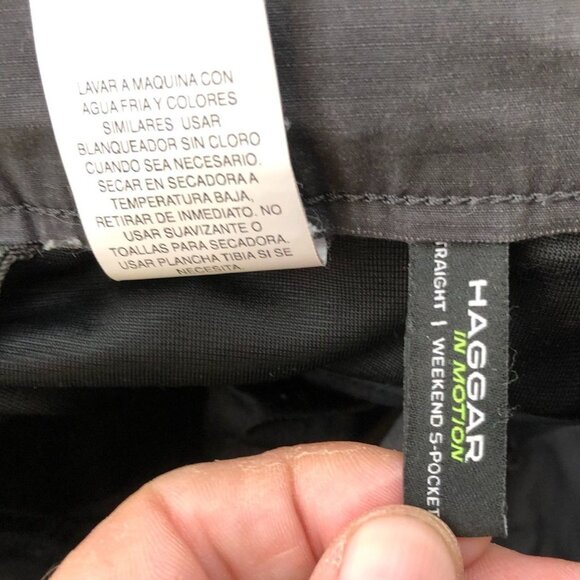 LAVAR A MAQUINA CON
AGUA FRIA Y COLORES
SIMILARES USAR
BLANQUEADOR SIN CLORO
CUANDO SEA NECESARIO.
SECAR EN SECADORA A
TEMPERATURA BAJA,
RETIRAR DE INMEDIATO. NO
USAR SUAVIZANTE O
TOALLAS PARA SECADORA.
USAR PLANCHA TIBIA SI SE
NECESITA.
HAGGAR
IN MOTION
TRAIGHT | WEEKEND 5-POCKET